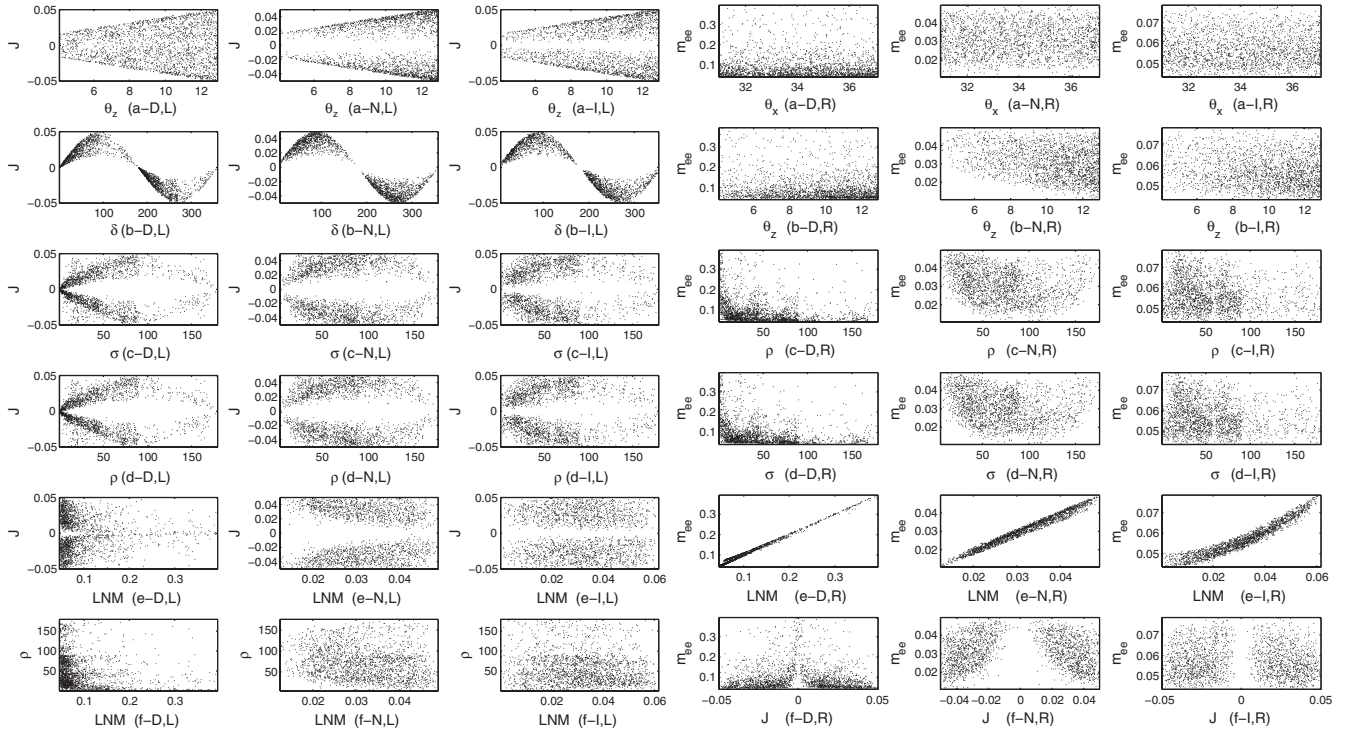 J
0.05
0
−0.05
6 8 10 12
θz (a−D,L)
J
0.04
0.02
0
−0.02
−0.04
6 8 10 12
θz (a−N,L)
J
0.05
0
−0.05
6 8 10 12
θz (a−I,L)
mee
0.3
0.2
0.1
32 34 36
θx (a−D,R)
mee
0.04
0.03
0.02
32 34 36
θx (a−N,R)
mee
0.07
0.06
0.05
32 34 36
θx (a−I,R)
J
0.05
0
−0.05
100 200 300
δ (b−D,L)
J
0.04
0.02
0
−0.02
−0.04
100 200 300
δ (b−N,L)
J
0.05
0
−0.05
100 200 300
δ (b−I,L)
mee
0.3
0.2
0.1
6 8 10 12
θz (b−D,R)
mee
0.04
0.03
0.02
6 8 10 12
θz (b−N,R)
mee
0.07
0.06
0.05
6 8 10 12
θz (b−I,R)
J
0.05
0
−0.05
50 100 150
σ (c−D,L)
J
0.04
0.02
0
−0.02
−0.04
50 100 150
σ (c−N,L)
J
0.05
0
−0.05
50 100 150
σ (c−I,L)
mee
0.3
0.2
0.1
50 100 150
ρ (c−D,R)
mee
0.04
0.03
0.02
50 100 150
ρ (c−N,R)
mee
0.07
0.06
0.05
50 100 150
ρ (c−I,R)
J
0.05
0
−0.05
50 100 150
ρ (d−D,L)
J
0.04
0.02
0
−0.02
−0.04
50 100 150
ρ (d−N,L)
J
0.05
0
−0.05
50 100 150
ρ (d−I,L)
mee
0.3
0.2
0.1
50 100 150
σ (d−D,R)
mee
0.04
0.03
0.02
50 100 150
σ (d−N,R)
mee
0.07
0.06
0.05
50 100 150
σ (d−I,R)
J
0.05
0
−0.05
0.1 0.2 0.3
LNM (e−D,L)
J
0.04
0.02
0
−0.02
−0.04
0.02 0.03 0.04
LNM (e−N,L)
J
0.05
0
−0.05
0.01 0.02 0.03 0.04 0.05 0.06
LNM (e−I,L)
mee
0.3
0.2
0.1
0.1 0.2 0.3
LNM (e−D,R)
mee
0.04
0.03
0.02
0.02 0.03 0.04
LNM (e−N,R)
mee
0.07
0.06
0.05
0.02 0.04 0.06
LNM (e−I,R)
ρ
150
100
50
0.1 0.2 0.3
LNM (f−D,L)
ρ
150
100
50
0.02 0.03 0.04
LNM (f−N,L)
ρ
150
100
50
0.01 0.02 0.03 0.04 0.05 0.06
LNM (f−I,L)
mee
0.3
0.2
0.1
−0.05 0 0.05
J (f−D,R)
mee
0.04
0.03
0.02
−0.04 −0.02 0 0.02 0.04
J (f−N,R)
mee
0.07
0.06
0.05
−0.05 0 0.05
J (f−I,R)